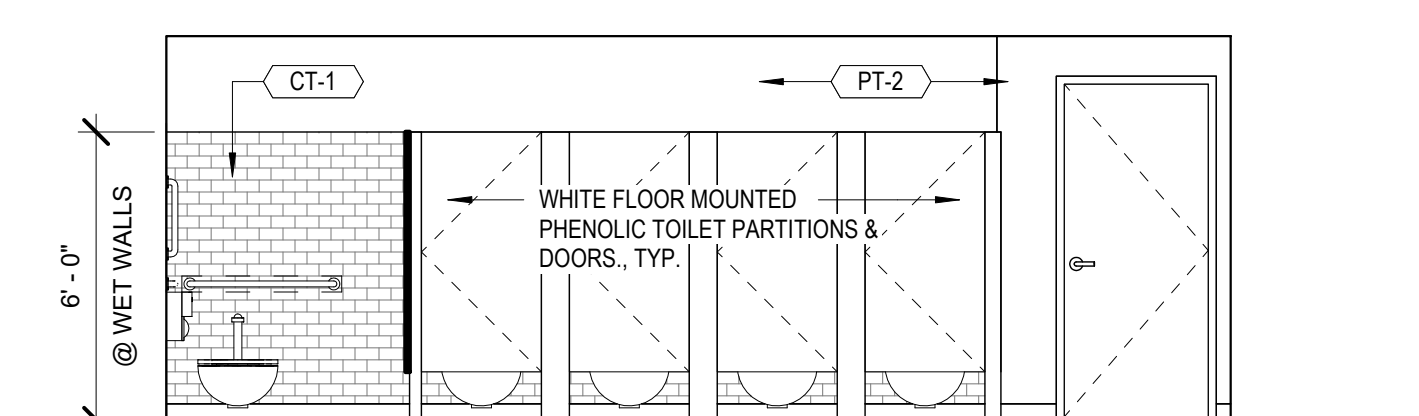 CT-1
PT-2
WHITE FLOOR MOUNTED
PHENOLIC TOILET PARTITIONS &
DOORS., TYP.
6' - 0"
@ WET WALLS